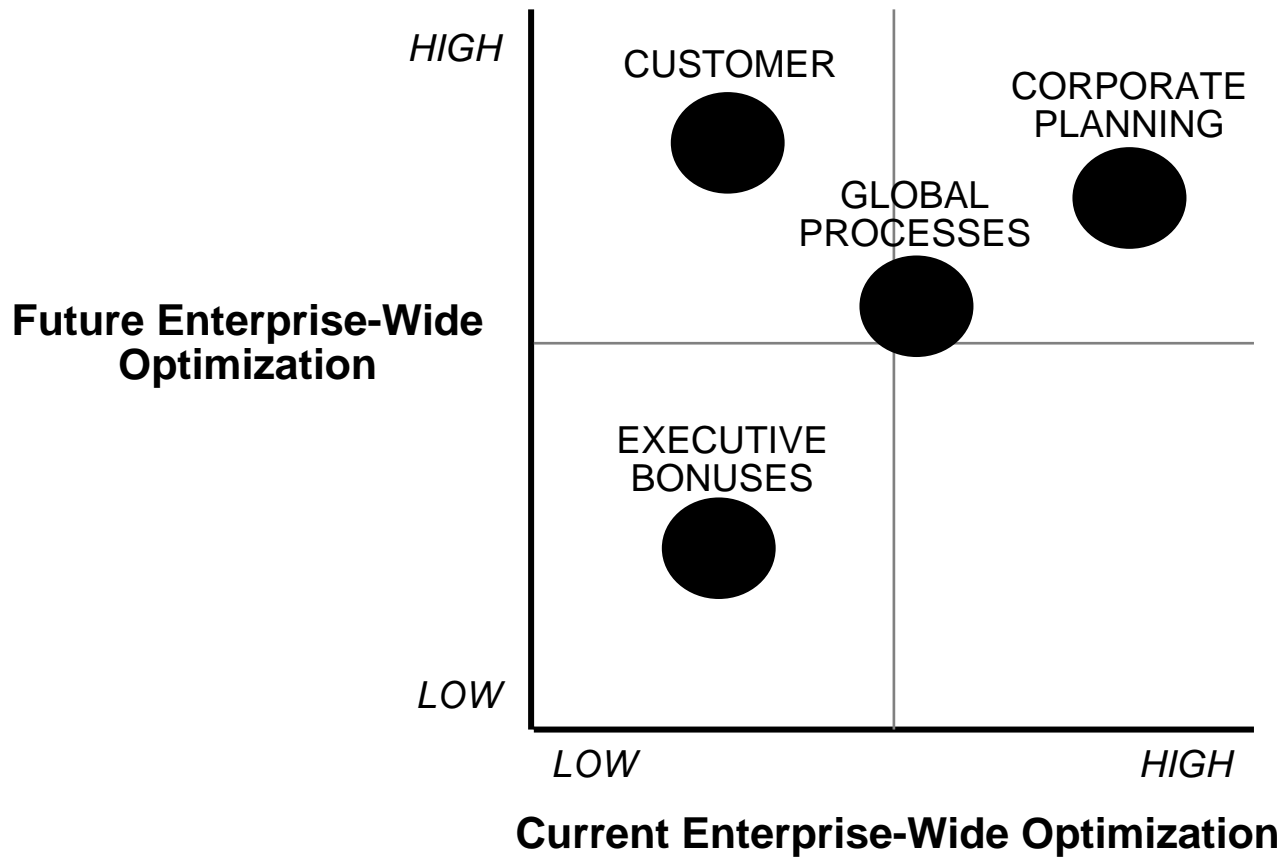 HIGH
CUSTOMER
CORPORATE
PLANNING
GLOBAL
PROCESSES
Future Enterprise-Wide
Optimization
EXECUTIVE
BONUSES
LOW
LOW
HIGH
Current Enterprise-Wide Optimization